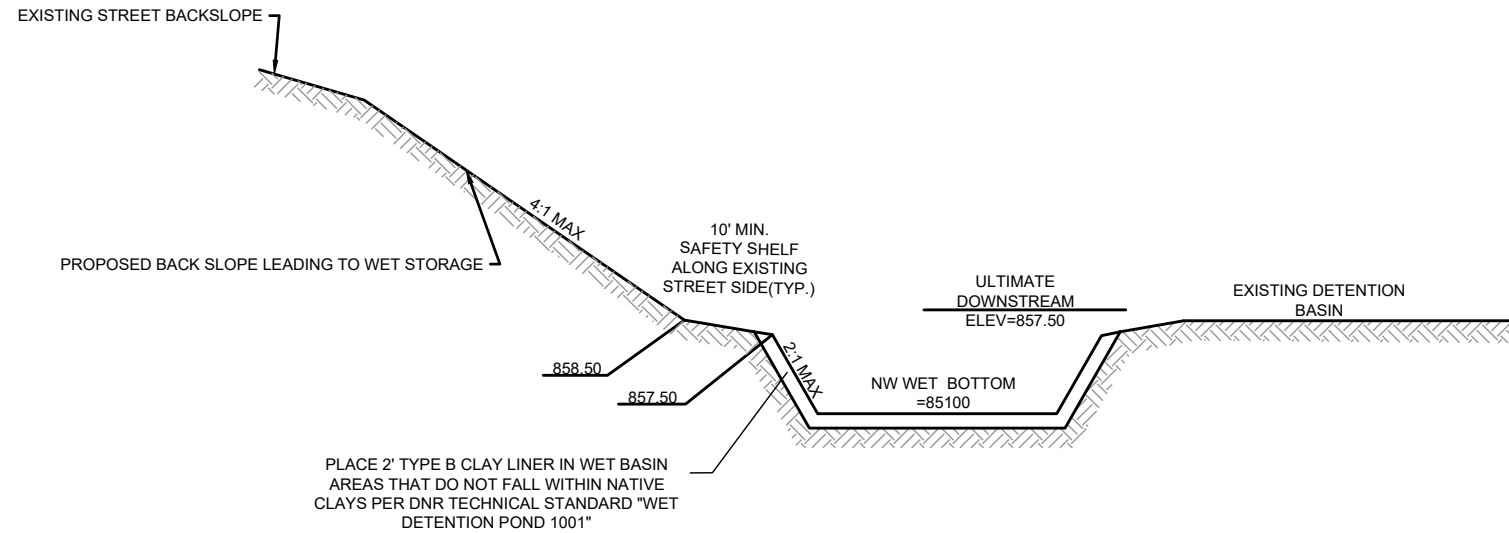 EXISTING STREET BACKSLOPE
4:1 MAX
PROPOSED BACK SLOPE LEADING TO WET STORAGE
10' MIN.
SAFETY SHELF
ALONG EXISTING
STREET SIDE(TYP.)
ULTIMATE
DOWNSTREAM
ELEV=857.50
EXISTING DETENTION
BASIN
858.50
857.50
2:1 MAX
NW WET BOTTOM
=85100
PLACE 2' TYPE B CLAY LINER IN WET BASIN
AREAS THAT DO NOT FALL WITHIN NATIVE
CLAYS PER DNR TECHNICAL STANDARD "WET
DETENTION POND 1001"